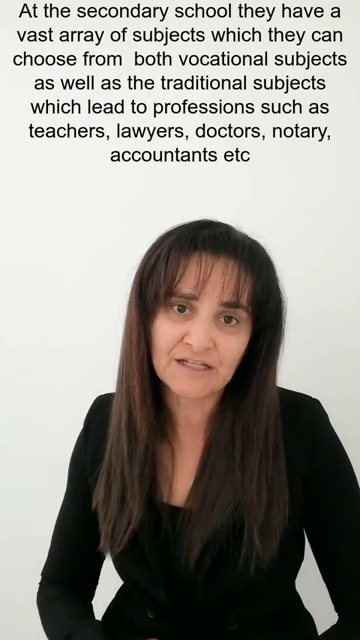 At the secondary school they have a
vast array of subjects which they can
choose from both vocational subjects
as well as the traditional subjects
which lead to professions such as
teachers, lawyers, doctors, notary,
accountants etc